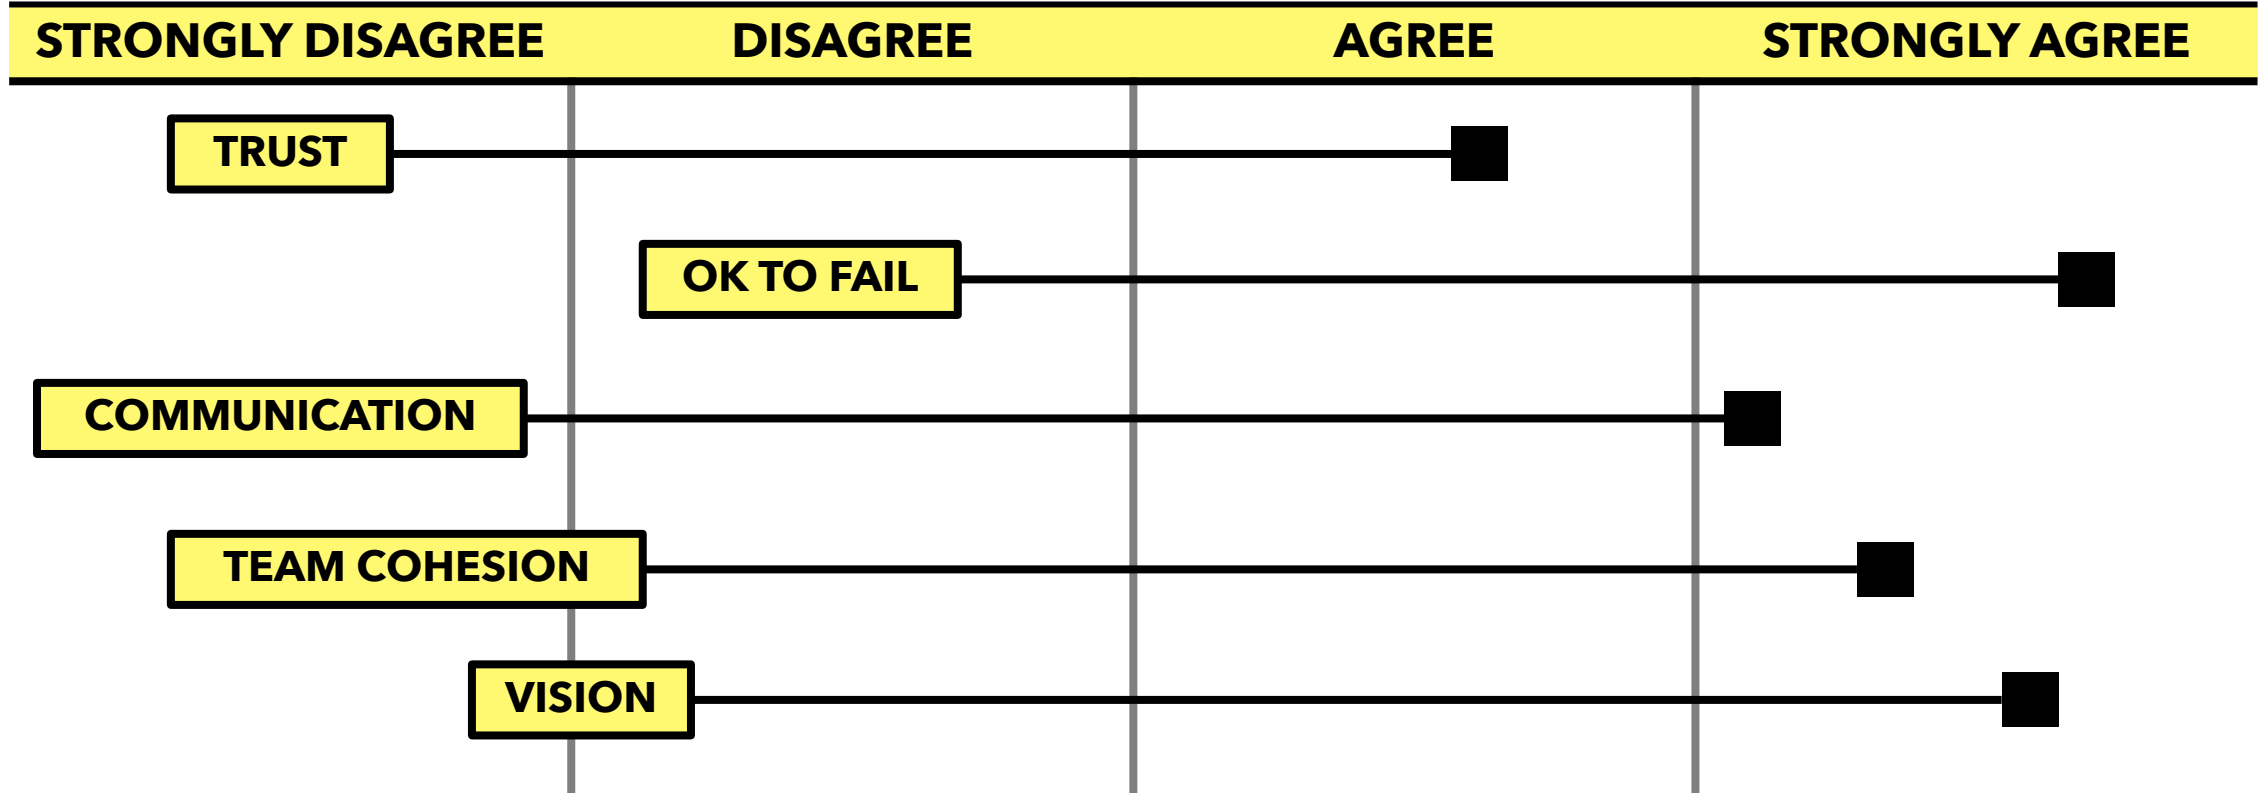 STRONGLY DISAGREE DISAGREE AGREE STRONGLY AGREE
TRUST
OK TO FAIL
COMMUNICATION
TEAM COHESION
VISION